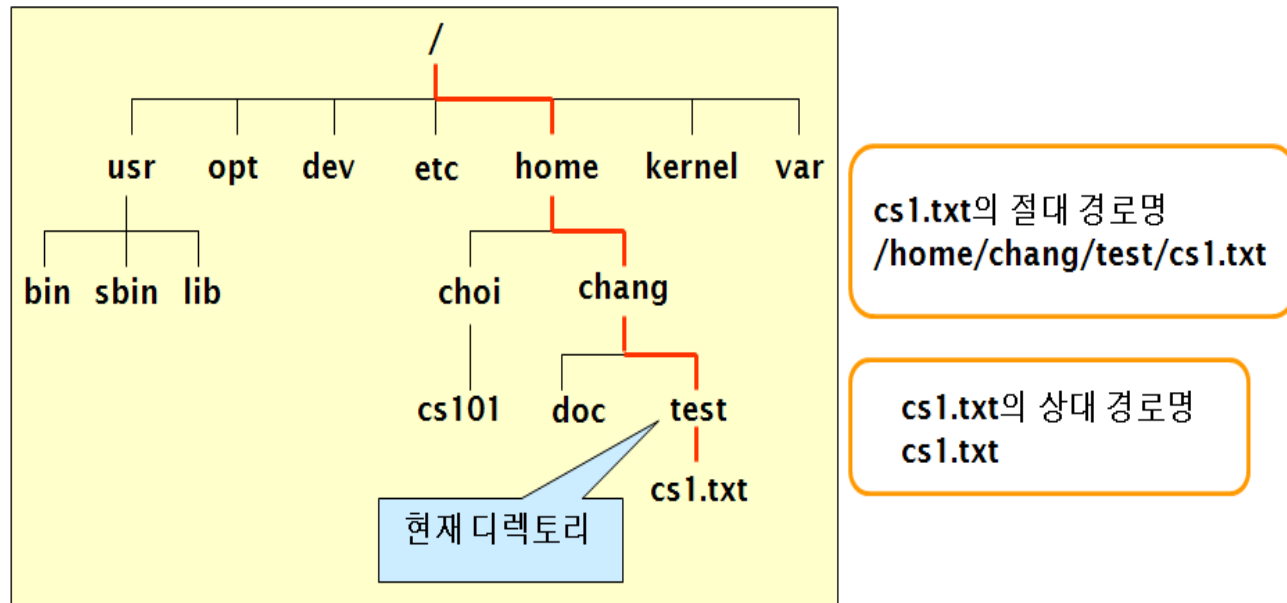 /
usr opt dev etc home kernel var
bin sbin lib choi chang
cs101 doc test
cs1.txt
현재 디렉토리
cs1.txt의 절대 경로명
/home/chang/test/cs1.txt
cs1.txt의 상대 경로명
cs1.txt